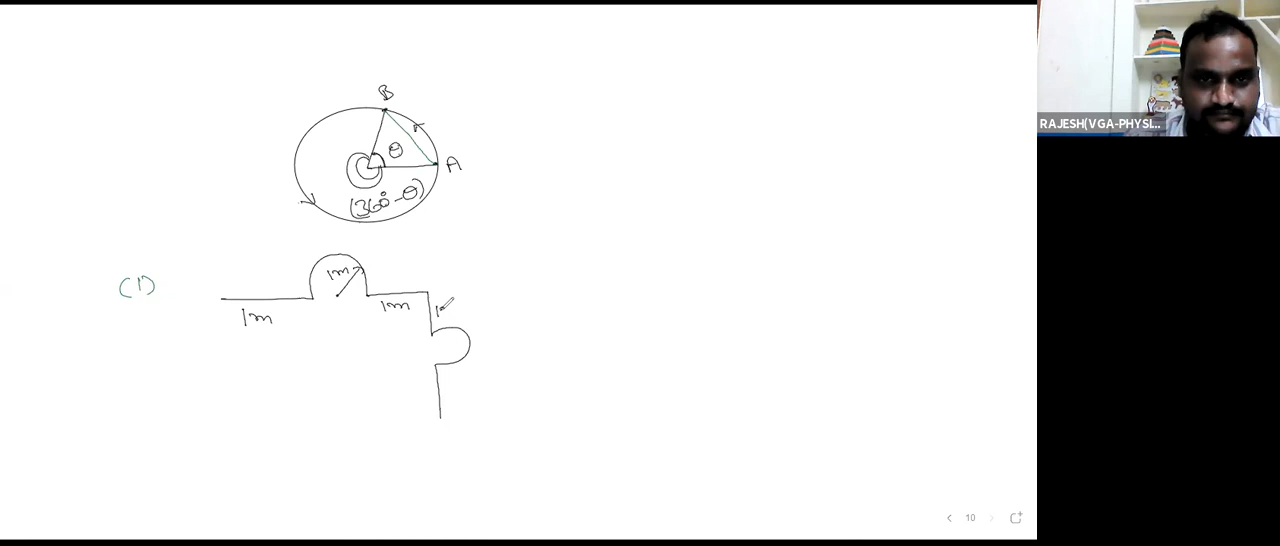 B
θ
A
(360°-θ)
(1)
1m
1m
1m
RAJESH(VGA-PHYSI...
10